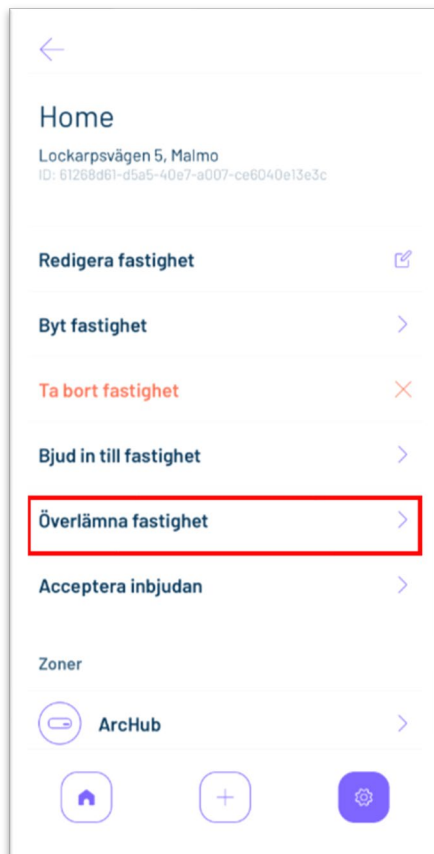 Home
Lockarpsvägen 5, Malmo
ID: 61268d61-d5a5-40e7-a007-ce6040e13e3c
Redigera fastighet
Byt fastighet
Ta bort fastighet
Bjud in till fastighet
Överlämna fastighet
Acceptera inbjudan
Zoner
ArcHub